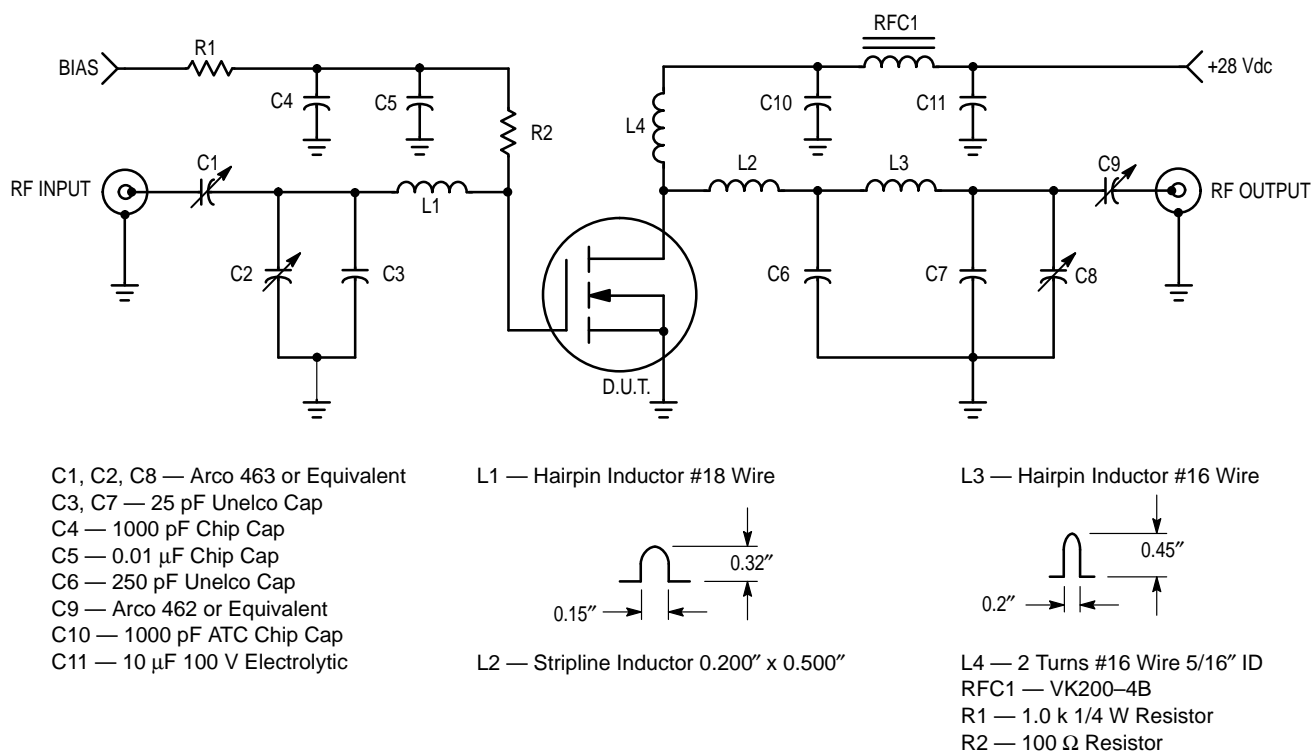 RFC1
R1
BIAS
+28 Vdc
C4
C5
C10
C11
R2
L4
C1
L2
L3
C9
RF INPUT
RF OUTPUT
L1
C2
C3
C6
C7
C8
D.U.T.
C1, C2, C8 — Arco 463 or Equivalent
C3, C7 — 25 pF Unelco Cap
C4 — 1000 pF Chip Cap
C5 — 0.01 μF Chip Cap
C6 — 250 pF Unelco Cap
C9 — Arco 462 or Equivalent
C10 — 1000 pF ATC Chip Cap
C11 — 10 μF 100 V Electrolytic
L1 — Hairpin Inductor #18 Wire
0.32″
0.15″
L2 — Stripline Inductor 0.200″ x 0.500″
L3 — Hairpin Inductor #16 Wire
0.45″
0.2″
L4 — 2 Turns #16 Wire 5/16″ ID
RFC1 — VK200–4B
R1 — 1.0 k 1/4 W Resistor
R2 — 100 Ω Resistor